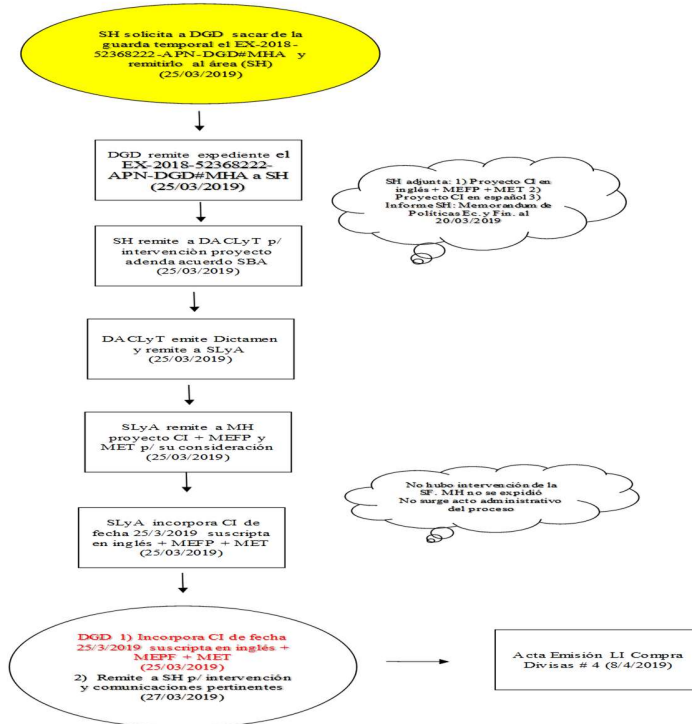 SH solicita a DGD sacar de la
guarda temporal el EX-2018-
52368222-APN-DGD#MHA y
remitirlo al área (SH)
(25/03/2019)
DGD remite expediente el
EX-2018-52368222-
APN-DGD#MHA a SH
(25/03/2019)
SH adjunta: 1) Proyecto CI en
inglés + MEFP + MET 2)
Proyecto CI en español 3)
Informe SH: Memorandum de
Políticas Ec. y Fin. al
20/03/2019
SH remite a DACLyT p/
intervenciòn proyecto
adenda acuerdo SBA
(25/03/2019)
DACLyT emite Dictamen
y remite a SLyA
(25/03/2019)
SLyA remite a MH
proyecto CI + MEFP y
MET p/ su consideración
(25/03/2019)
No hubo intervención de la
SF. MH no se expidió
No surge acto administrativo
del proceso
SLyA incorpora CI de
fecha 25/3/2019 suscripta
en inglés + MEFP + MET
(25/03/2019)
DGD 1) Incorpora CI de fecha
25/3/2019 suscripta en inglés +
MEPF + MET
(25/03/2019)
2) Remite a SH p/ intervención
y comunicaciones pertinentes
(27/03/2019)
Acta Emisión LI Compra
Divisas # 4 (8/4/2019)